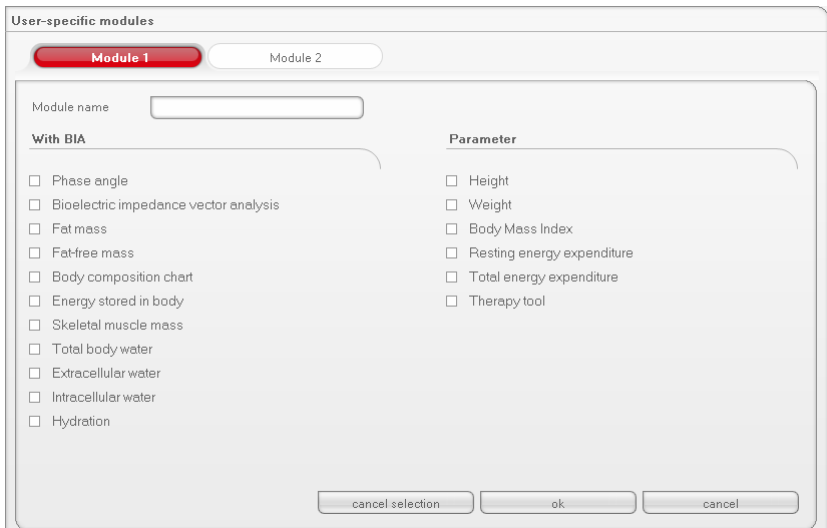 User-specific modules
Module 1
Module 2
Module name
With BIA
Phase angle
Bioelectric impedance vector analysis
Fat mass
Fat-free mass
Body composition chart
Energy stored in body
Skeletal muscle mass
Total body water
Extracellular water
Intracellular water
Hydration
Parameter
Height
Weight
Body Mass Index
Resting energy expenditure
Total energy expenditure
Therapy tool
cancel selection
ok
cancel